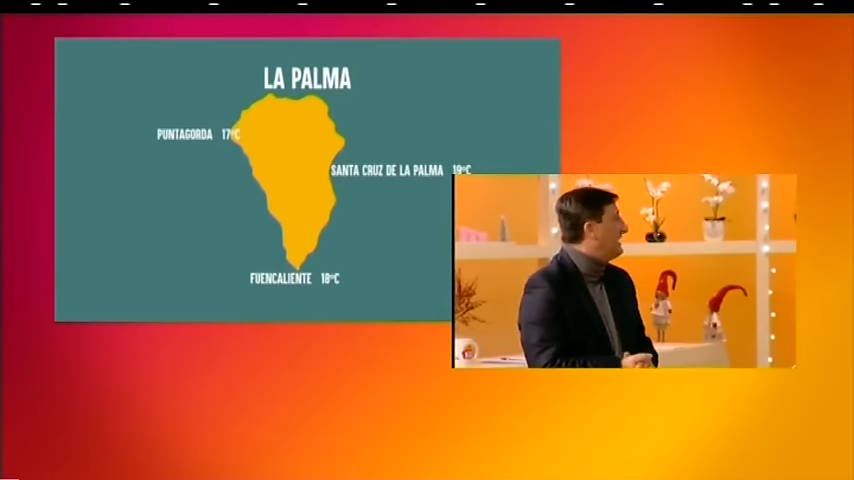 LA PALMA
PUNTAGORDA 17ºC
SANTA CRUZ DE LA PALMA 19ºC
FUENCALIENTE 18ºC